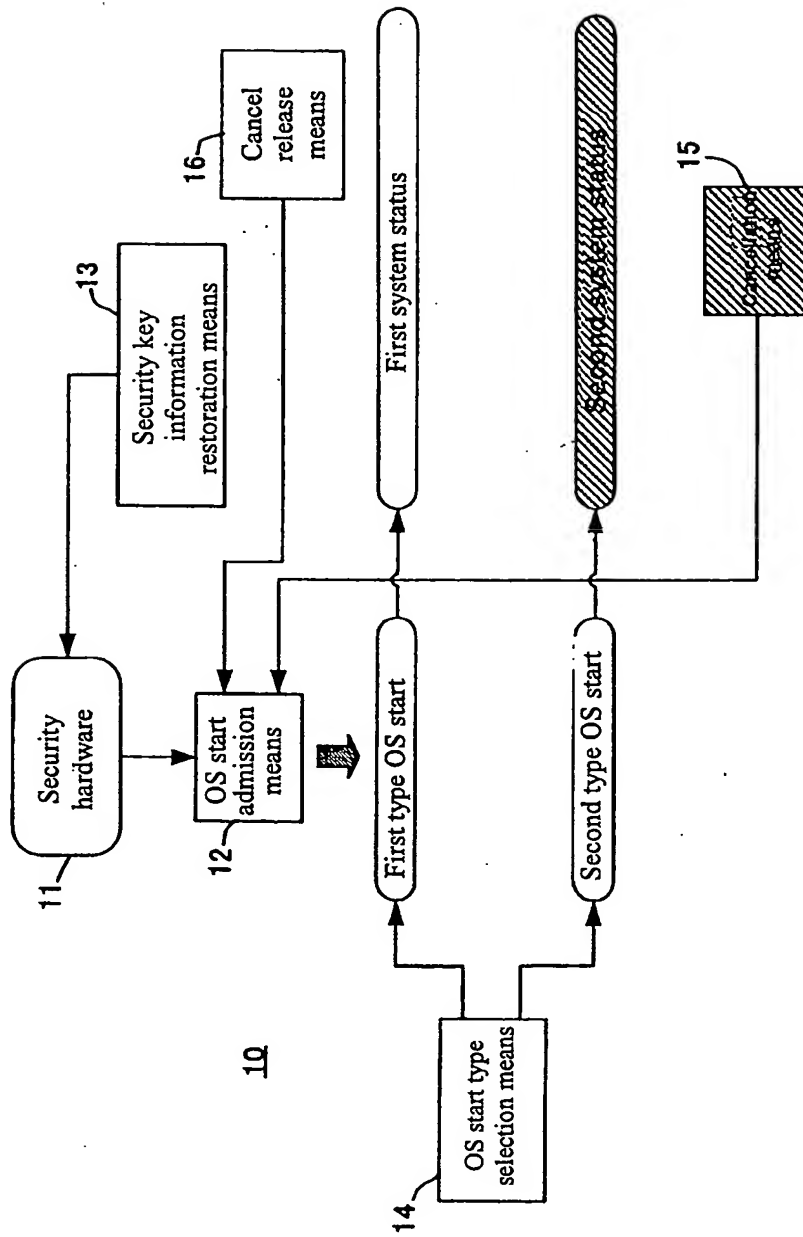 10
11
Security
hardware
13
Security key
information
restoration means
16
Cancel
release
means
12
OS start
admission
means
14
OS start type
selection means
First type OS start
First system status
Second type OS start
Second system status
15
Cancellation
means